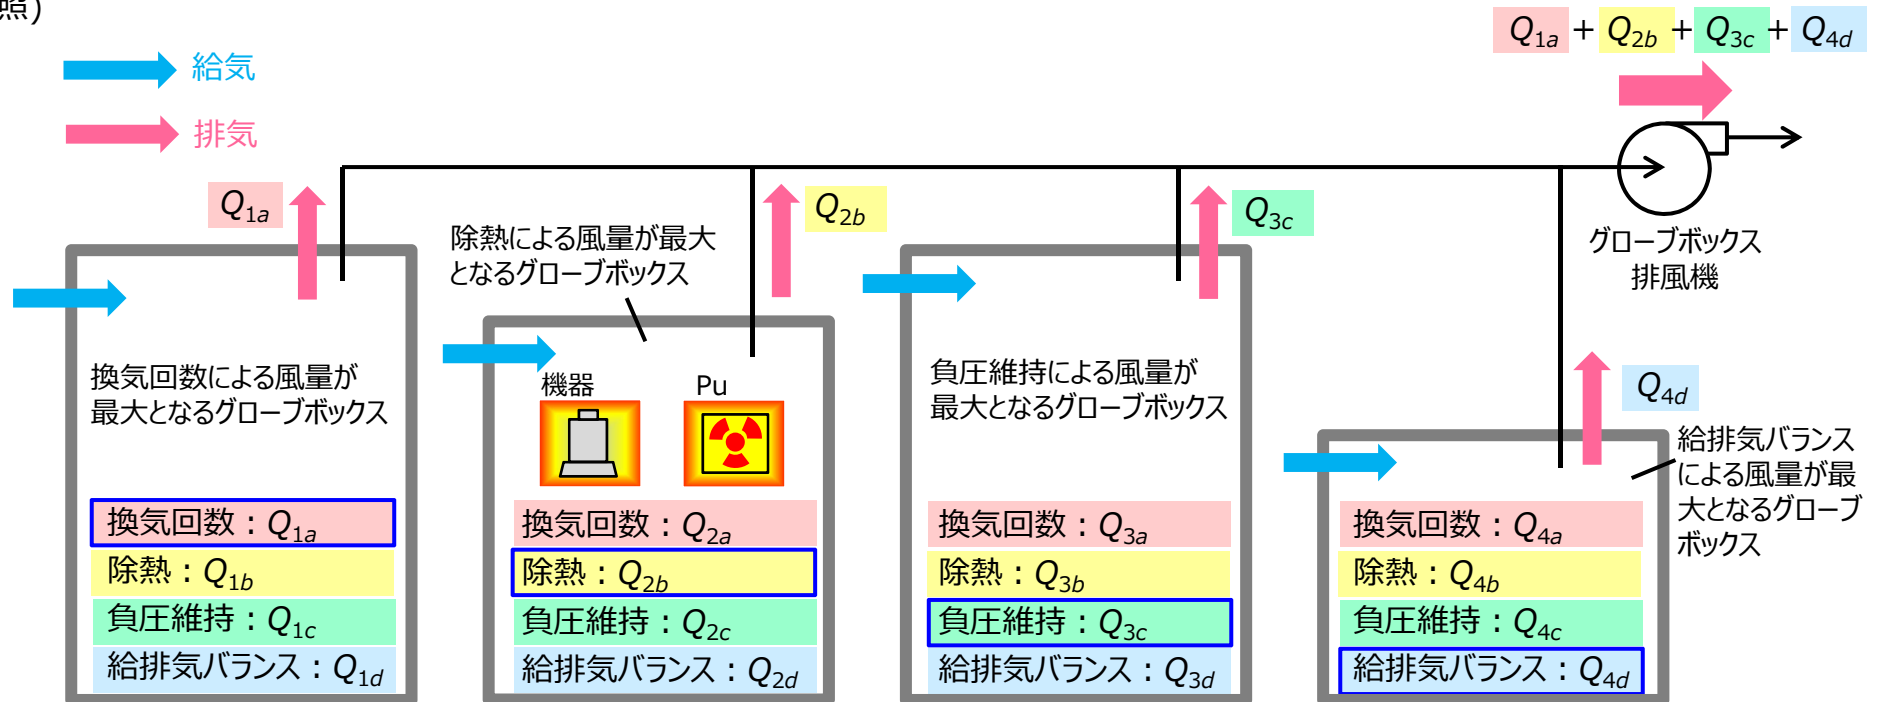 照)
給気
排気
Q1a + Q2b + Q3c + Q4d
グローブボックス
排風機
Q1a
換気回数による風量が
最大となるグローブボックス
換気回数：Q1a
除熱：Q1b
負圧維持：Q1c
給排気バランス：Q1d
除熱による風量が最大
となるグローブボックス
Q2b
機器
Pu
換気回数：Q2a
除熱：Q2b
負圧維持：Q2c
給排気バランス：Q2d
Q3c
負圧維持による風量が
最大となるグローブボックス
換気回数：Q3a
除熱：Q3b
負圧維持：Q3c
給排気バランス：Q3d
Q4d
給排気バランス
による風量が最
大となるグローブ
ボックス
換気回数：Q4a
除熱：Q4b
負圧維持：Q4c
給排気バランス：Q4d